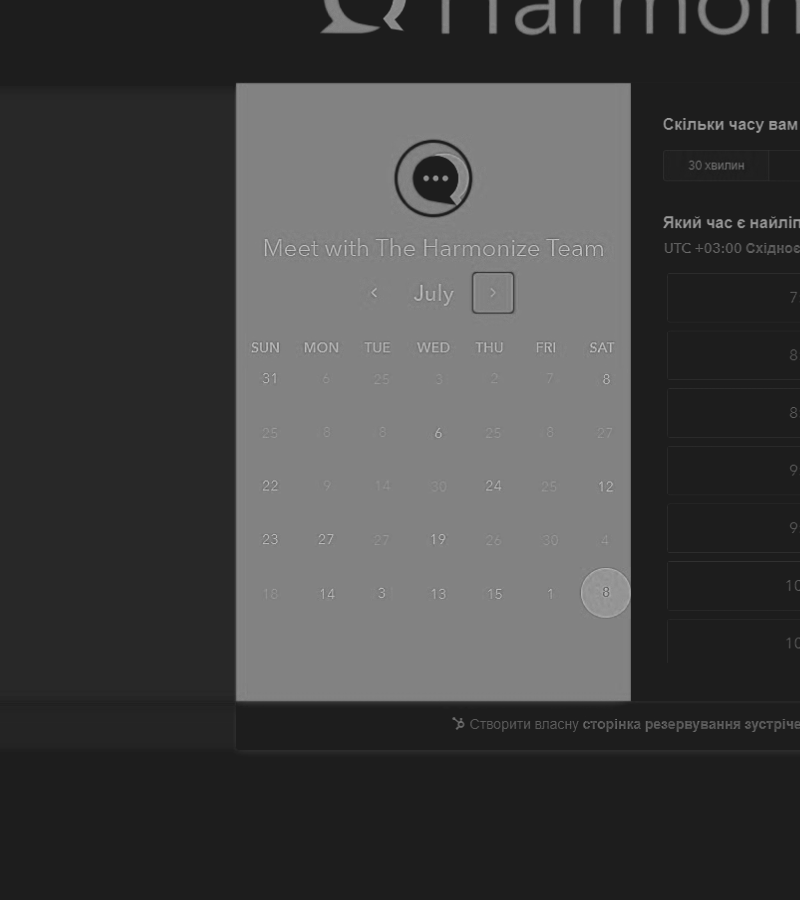 Harmon
Meet with The Harmonize Team
July
SUN MON TUE WED THU FRI SAT
31 6 25 3 2 7 8
25 8 8 6 25 8 27
22 9 14 30 24 25 12
23 27 27 19 26 30 4
18 14 3 13 15 1 8
Скільки часу вам
30 хвилин
Який час є найліп
UTC +03:00 Східноє
7
8
8
9
9
10
10
Створити власну сторінка резервування зустріче